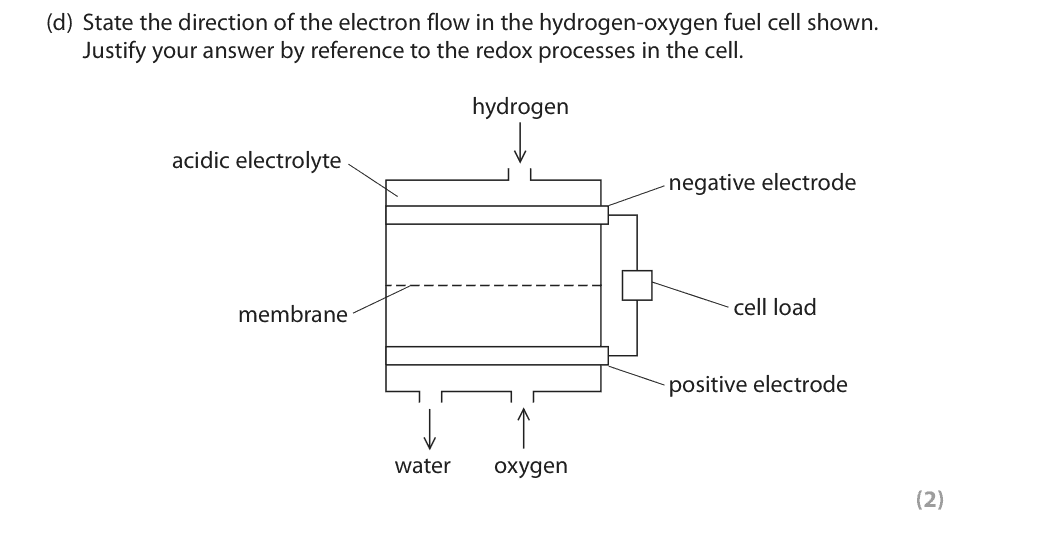 (d) State the direction of the electron flow in the hydrogen-oxygen fuel cell shown.
Justify your answer by reference to the redox processes in the cell.
hydrogen
acidic electrolyte
negative electrode
cell load
membrane
positive electrode
water
oxygen
(2)